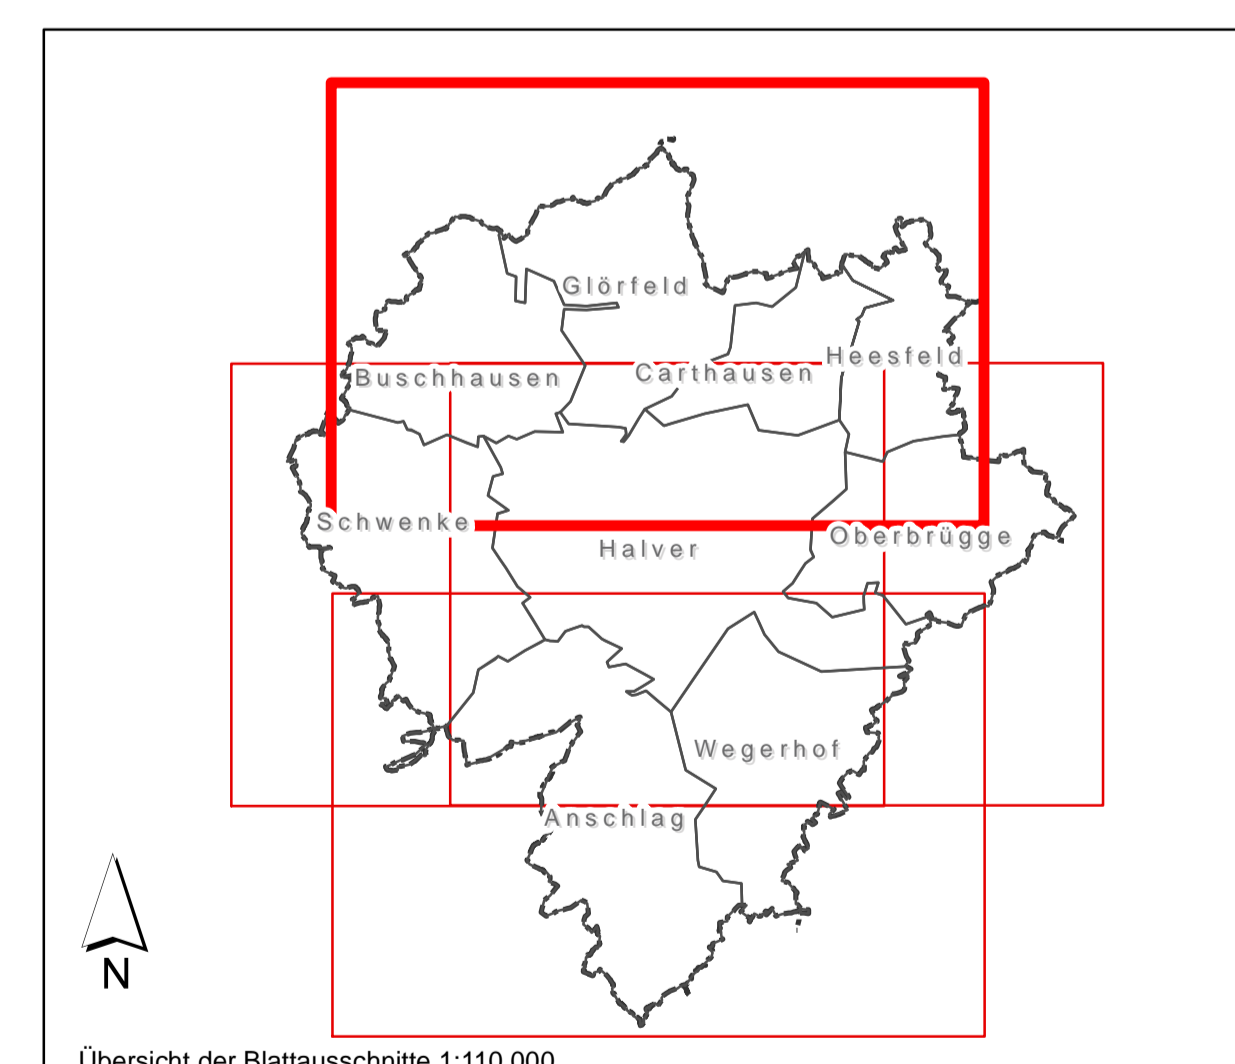 Glörfeld
Heesfeld
Buschhausen
Carthausen
Schwenke
Oberbrügge
Halver
Wegerhof
Anschlag
N
Übersicht der Blattausschnitte 1:110.000